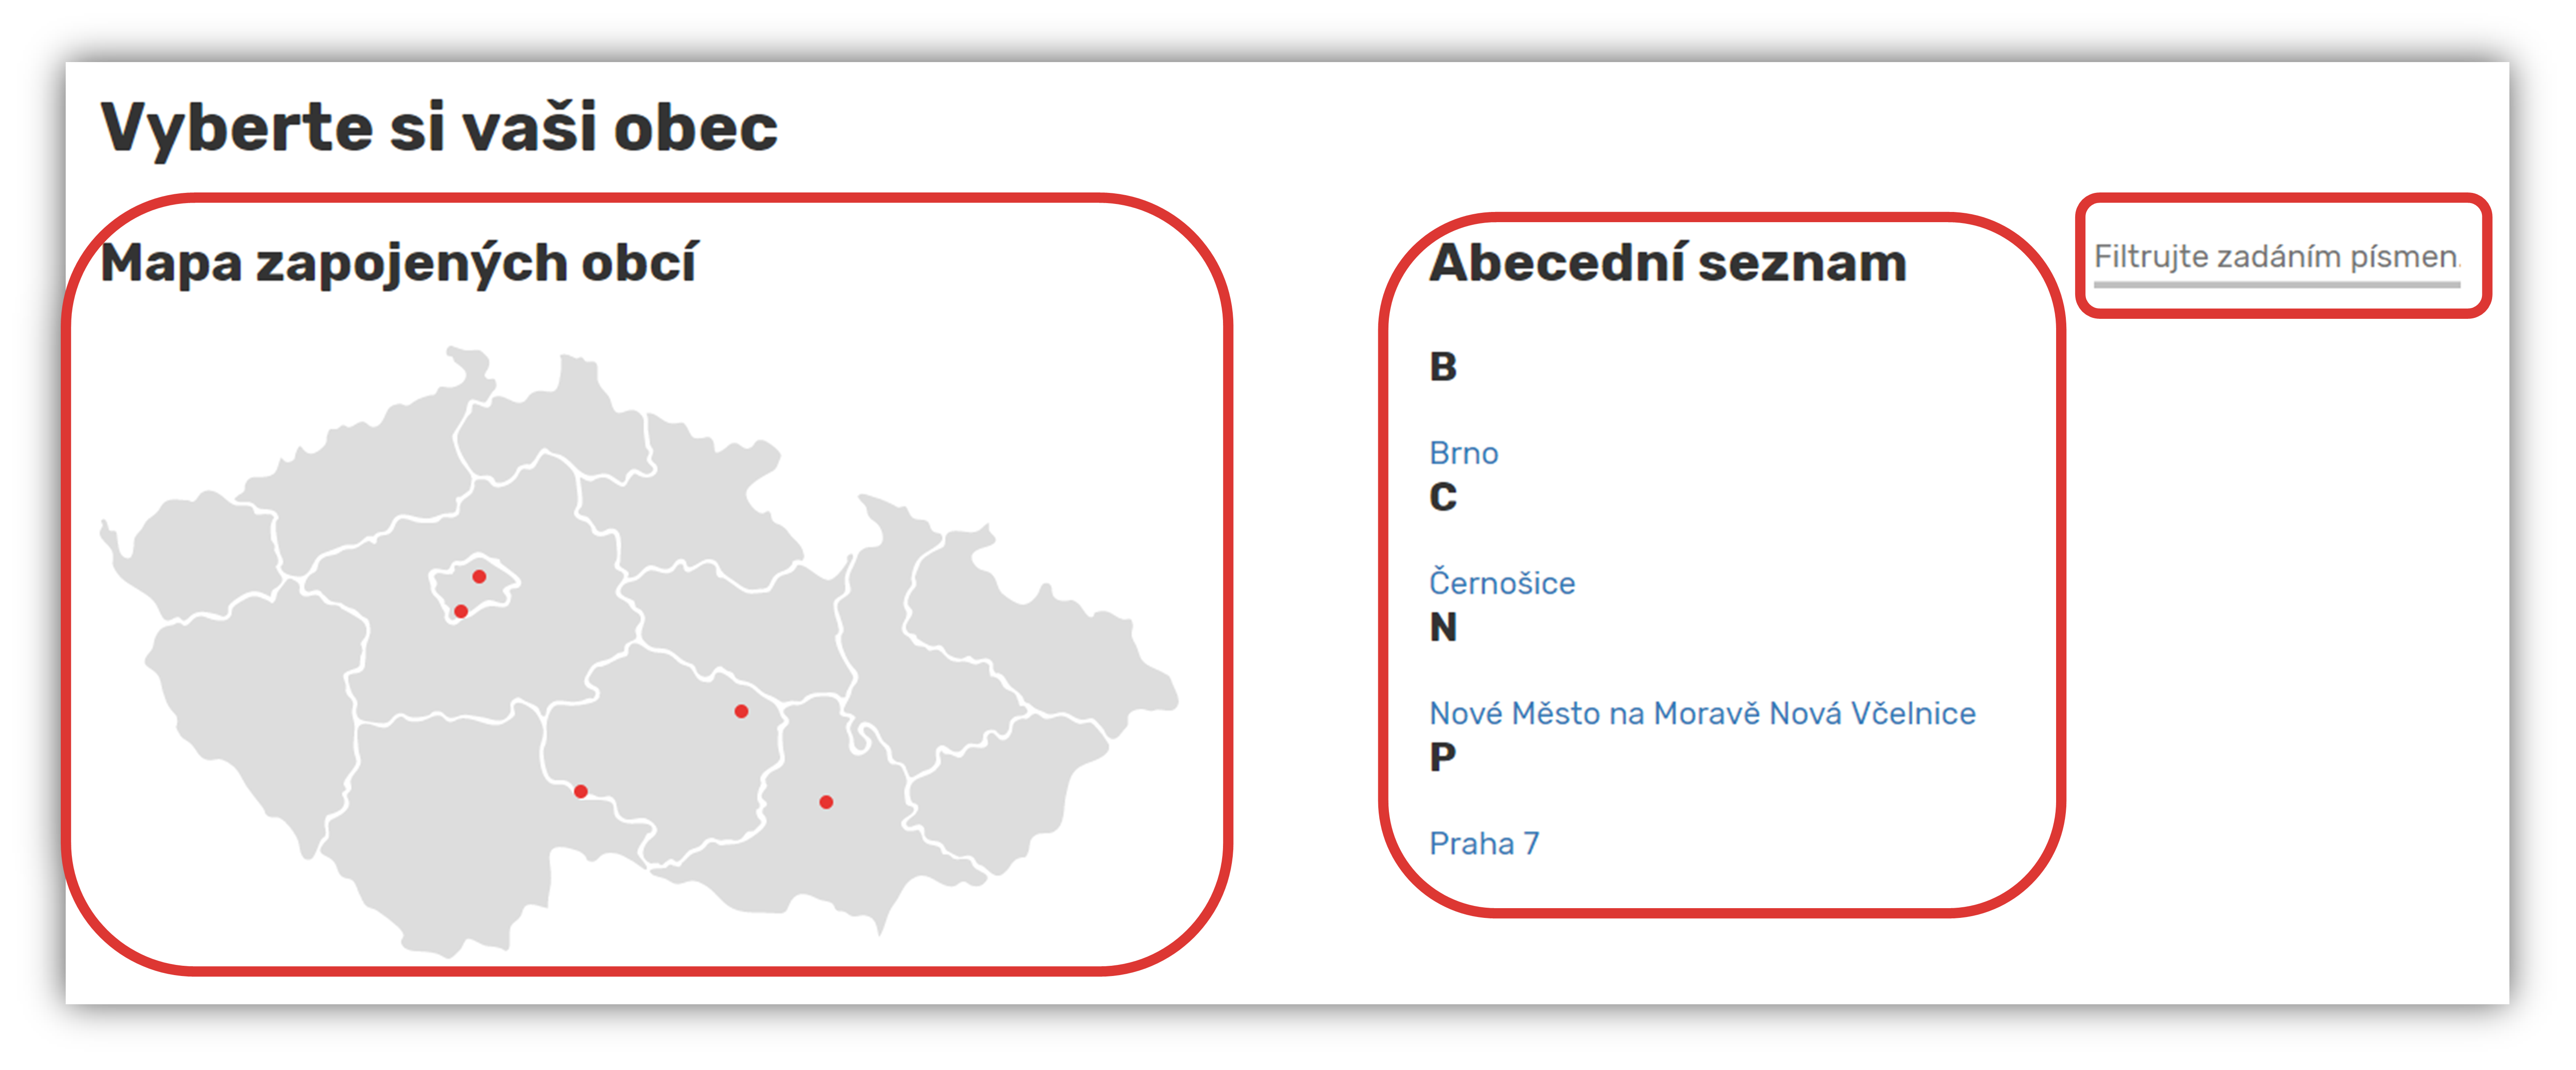 Vyberte si vaši obec
Mapa zapojených obcí
Abecední seznam
Filtrujte zadáním písmen.
B
Brno
C
Černošice
N
Nové Město na Moravě Nová Včelnice
P
Praha 7